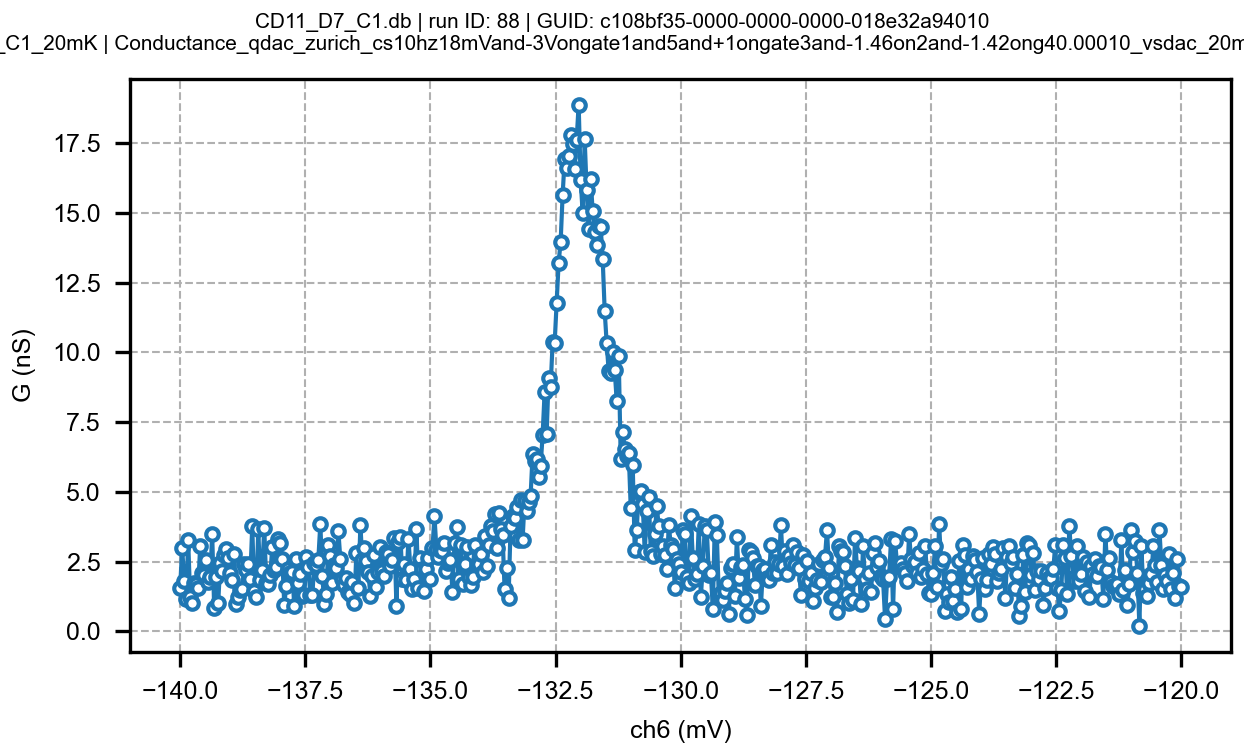 CD11_D7_C1.db | run ID: 88 | GUID: c108bf35-0000-0000-0000-018e32a94010
_C1_20mK | Conductance_qdac_zurich_cs10hz18mVand-3Vongate1and5and+1ongate3and-1.46on2and-1.42ong40.00010_vsdac_20m
17.5
15.0
12.5
10.0
7.5
5.0
2.5
0.0
G (nS)
−140.0 −137.5 −135.0 −132.5 −130.0 −127.5 −125.0 −122.5 −120.0
ch6 (mV)